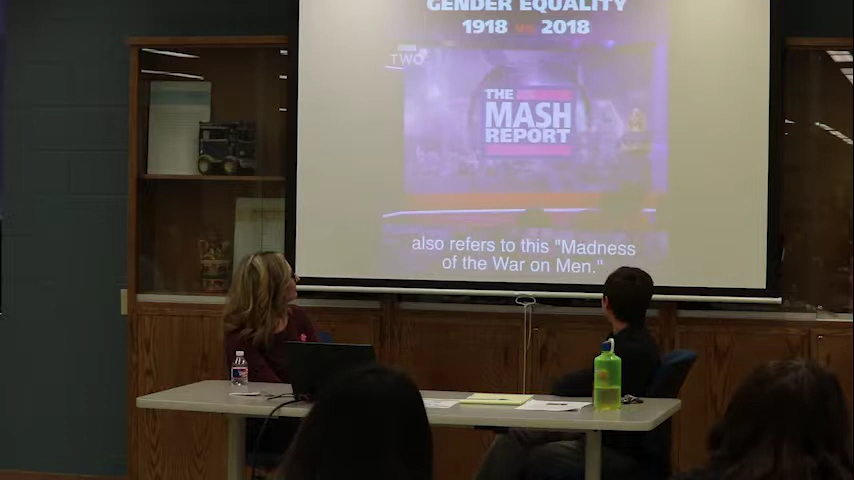 GENDER EQUALITY
1918 vs 2018
BBC
TWO
THE
MASH
REPORT
also refers to this "Madness
of the War on Men."